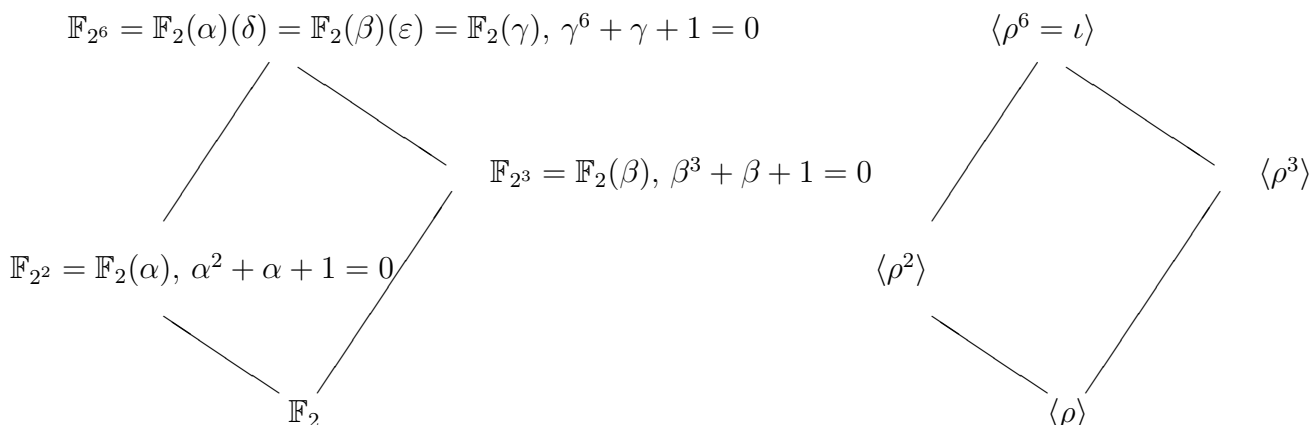 𝔽_{2^6} = 𝔽_2(α)(δ) = 𝔽_2(β)(ε) = 𝔽_2(γ), γ^6 + γ + 1 = 0
⟨ρ^6 = ι⟩
𝔽_{2^3} = 𝔽_2(β), β^3 + β + 1 = 0
⟨ρ^3⟩
𝔽_{2^2} = 𝔽_2(α), α^2 + α + 1 = 0
⟨ρ^2⟩
𝔽_2
⟨ρ⟩